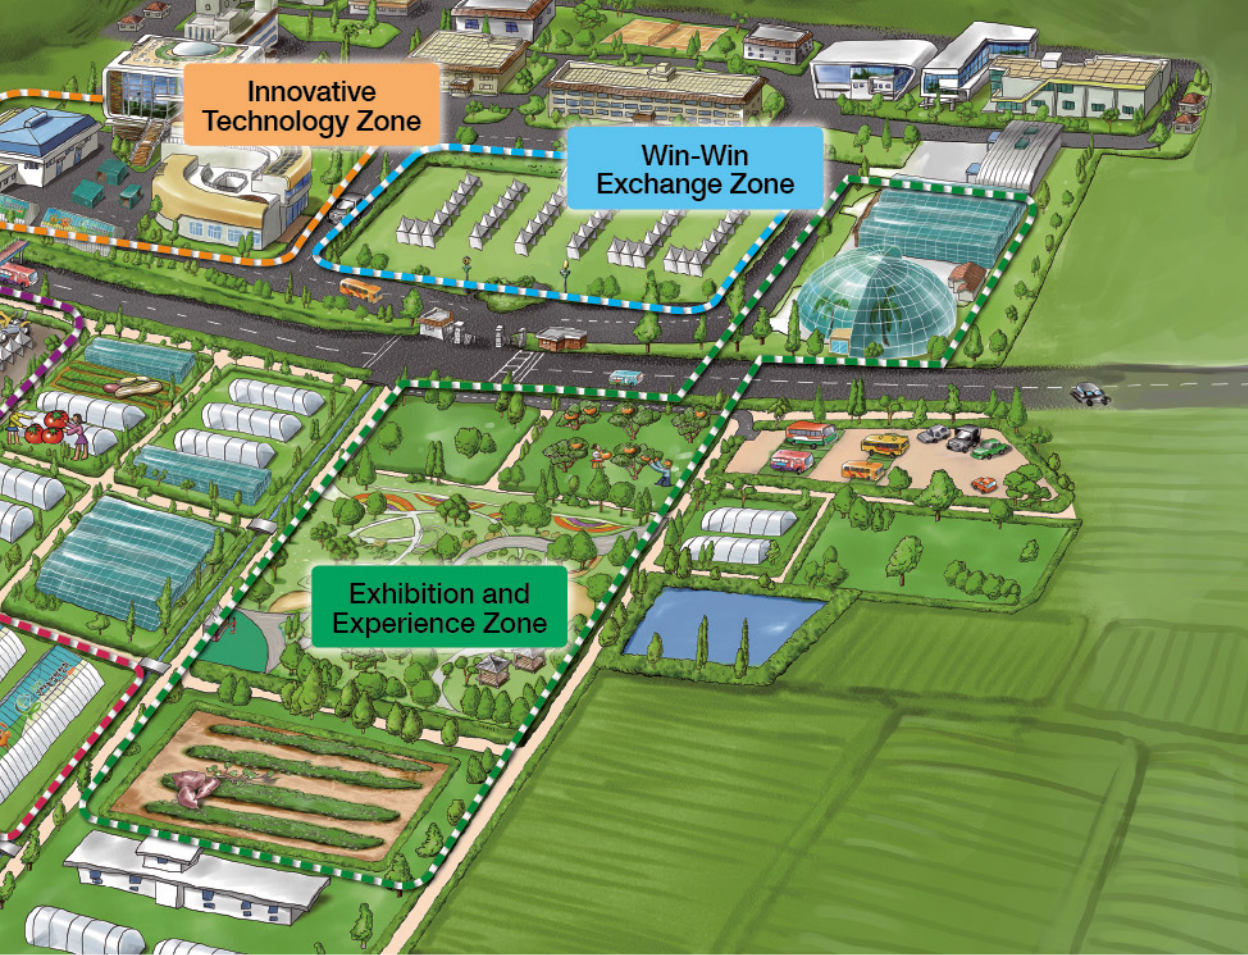 Innovative
Technology Zone
Win-Win
Exchange Zone
Exhibition and
Experience Zone